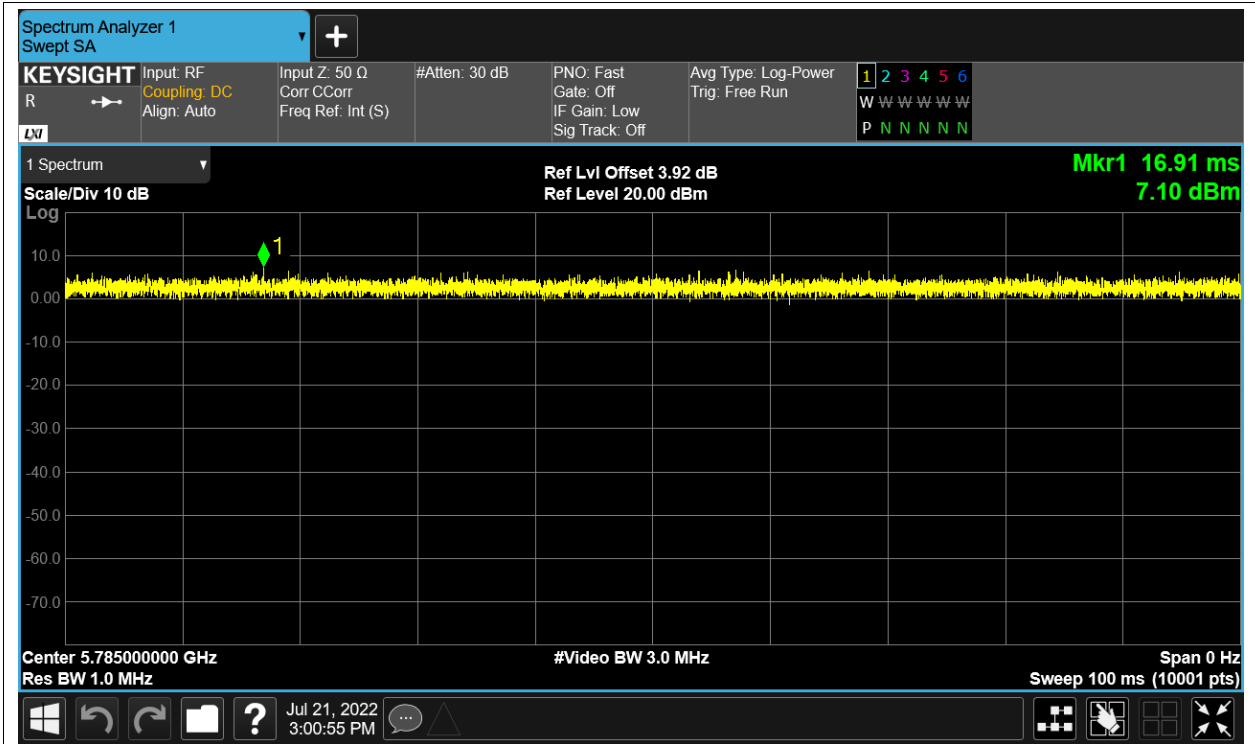 Spectrum Analyzer 1
Swept SA
KEYSIGHT
R
LXI
Input: RF
Coupling: DC
Align: Auto
Input Z: 50 Ω
Corr CCorr
Freq Ref: Int (S)
#Atten: 30 dB
PNO: Fast
Gate: Off
IF Gain: Low
Sig Track: Off
Avg Type: Log-Power
Trig: Free Run
1 2 3 4 5 6
W W W W W W
P N N N N N
1 Spectrum
Scale/Div 10 dB
Log
Ref Lvl Offset 3.92 dB
Ref Level 20.00 dBm
Mkr1 16.91 ms
7.10 dBm
1
10.0
0.00
-10.0
-20.0
-30.0
-40.0
-50.0
-60.0
-70.0
Center 5.785000000 GHz
Res BW 1.0 MHz
#Video BW 3.0 MHz
Span 0 Hz
Sweep 100 ms (10001 pts)
?
Jul 21, 2022
3:00:55 PM